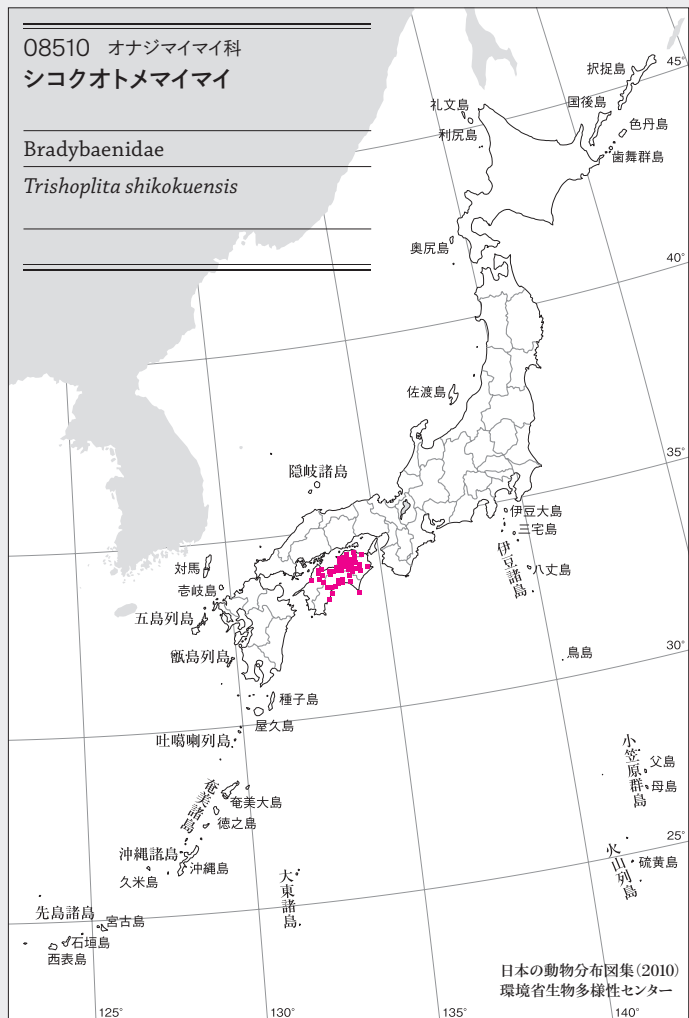 08510 オナジマイマイ科
シコクオトメマイマイ
Bradybaenidae
Trishoplita shikokuensis
45°
択捉島
国後島
礼文島
色丹島
利尻島
歯舞群島
奥尻島
40°
佐渡島
35°
隠岐諸島
伊豆大島
三宅島
伊豆諸島
八丈島
対馬
壱岐島
五島列島
甑島列島
鳥島
30°
種子島
屋久島
吐噶喇列島
小笠原群島
父島
母島
奄美諸島
奄美大島
徳之島
25°
沖縄諸島
沖縄島
久米島
火山列島
硫黄島
大東諸島
先島諸島
宮古島
石垣島
西表島
日本の動物分布図集(2010)
環境省生物多様性センター
125°
130°
135°
140°